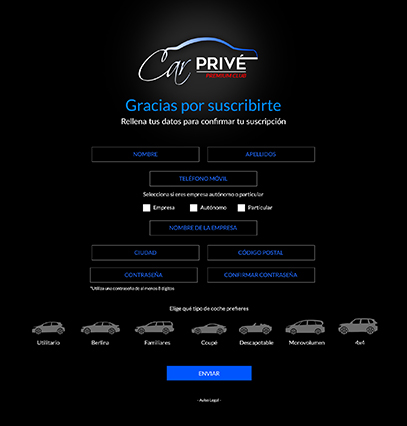 Car PRIVÉ
PREMIUM CLUB
Gracias por suscribirte
Rellena tus datos para confirmar tu suscripción
NOMBRE APELLIDOS
TELÉFONO MÓVIL
Selecciona si eres empresa autónomo o particular
Empresa Autónomo Particular
NOMBRE DE LA EMPRESA
CIUDAD CÓDIGO POSTAL
CONTRASEÑA CONFIRMAR CONTRASEÑA
*Utiliza una contraseña de al menos 8 dígitos
Elige qué tipo de coche prefieres
Utilitario Berlina Familiares Coupé Descapotable Monovolumen 4x4
ENVIAR
- Aviso Legal -